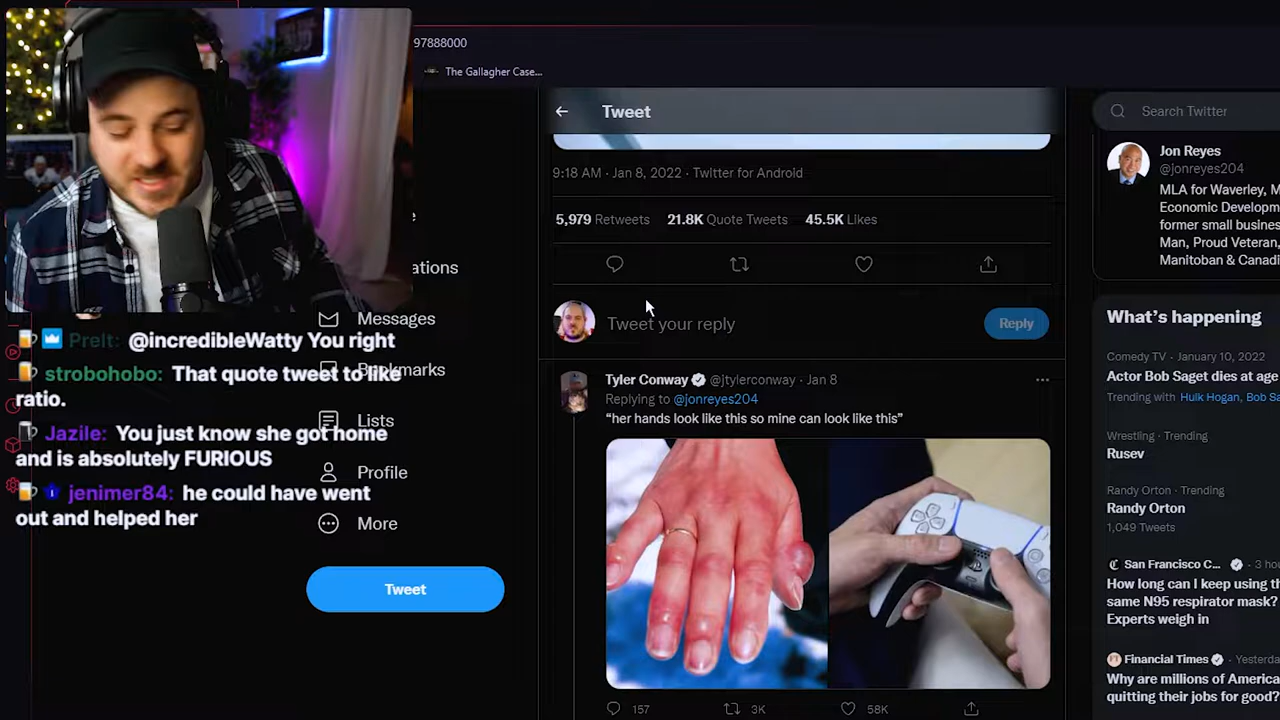 97888000
The Gallagher Case...
Tweet
9:18 AM · Jan 8, 2022 · Twitter for Android
5,979 Retweets 21.8K Quote Tweets 45.5K Likes
Tweet your reply
Reply
Tyler Conway @jtylerconway · Jan 8
Replying to @jonreyes204
“her hands look like this so mine can look like this”
157 3K 58K
ations
Messages
Bookmarks
Lists
Profile
More
Tweet
PreIt: @incredibleWatty You right
strobohobo: That quote tweet to like
ratio.
Jazile: You just know she got home
and is absolutely FURIOUS
jenimer84: he could have went
out and helped her
Search Twitter
Jon Reyes
@jonreyes204
MLA for Waverley, M
Economic Developm
former small busines
Man, Proud Veteran,
Manitoba & Canadi
What’s happening
Comedy TV · January 10, 2022
Actor Bob Saget dies at age
Trending with Hulk Hogan, Bob Sa
Wrestling · Trending
Rusev
Randy Orton · Trending
Randy Orton
1,049 Tweets
San Francisco C... · 3 hou
How long can I keep using th
same N95 respirator mask?
Experts weigh in
Financial Times · Yesterda
Why are millions of America
quitting their jobs for good?